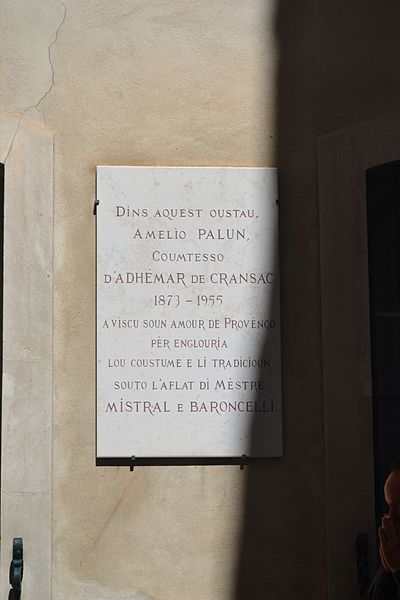 Dins aquest oustau,
Amelìo PALUN,
Coumtesso
D'ADHÉMAR DE CRANSAC
1873 - 1955
A viscu soun amour de Prouvènço,
pèr englouria
lou coustume e li tradicioun,
souto l'aflat di Mèstre
MISTRAL E BARONCELLI.